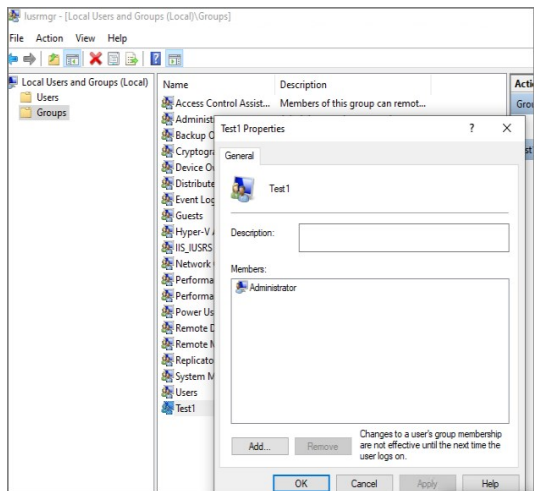 lusrmgr - [Local Users and Groups (Local)\Groups]
File Action View Help
Local Users and Groups (Local)
Users
Groups
Name Description
Access Control Assist... Members of this group can remot...
Administ
Backup O
Cryptogra
Device Ow
Distribute
Event Log
Guests
Hyper-V A
IIS_IUSRS
Network
Performa
Performa
Power Us
Remote D
Remote M
Replicato
System M
Users
Test1
Acti
Grou
Test1 Properties ? X
General
Test1
Description:
Members:
Administrator
Add... Remove
Changes to a user's group membership
are not effective until the next time the
user logs on.
OK Cancel Apply Help